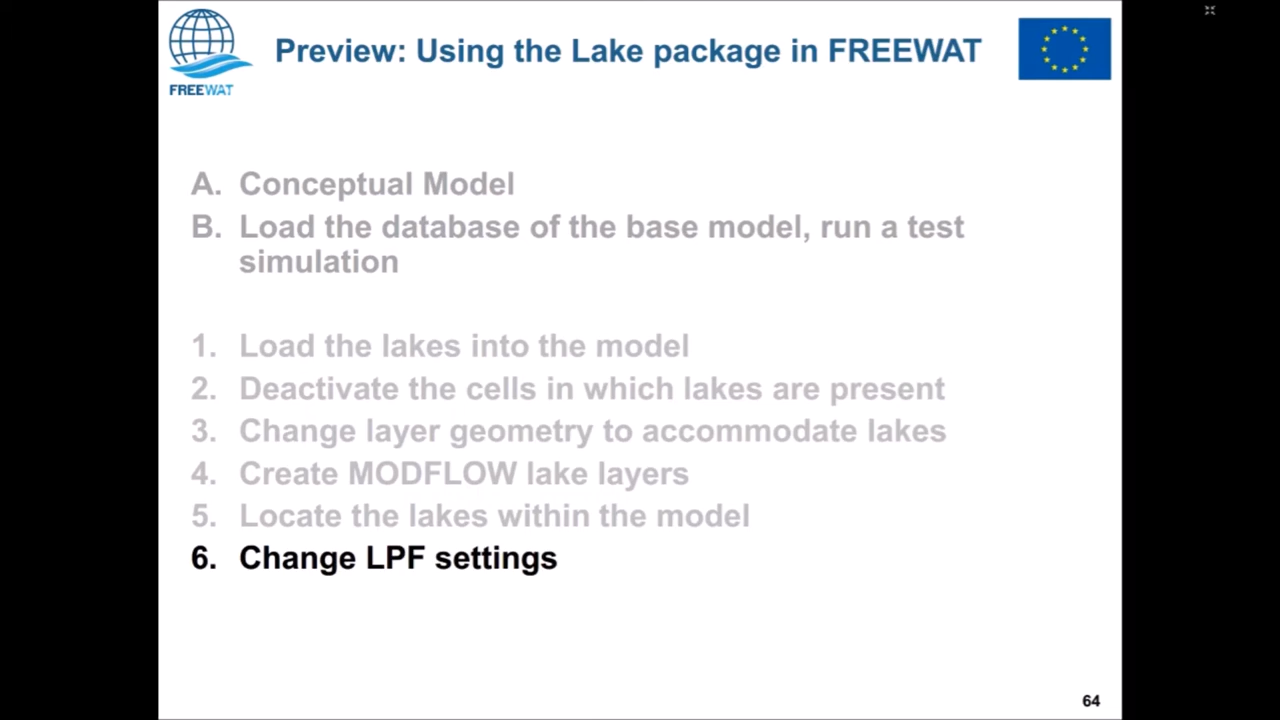 Preview: Using the Lake package in FREEWAT
FREEWAT
A. Conceptual Model
B. Load the database of the base model, run a test
simulation
1. Load the lakes into the model
2. Deactivate the cells in which lakes are present
3. Change layer geometry to accommodate lakes
4. Create MODFLOW lake layers
5. Locate the lakes within the model
6. Change LPF settings
64